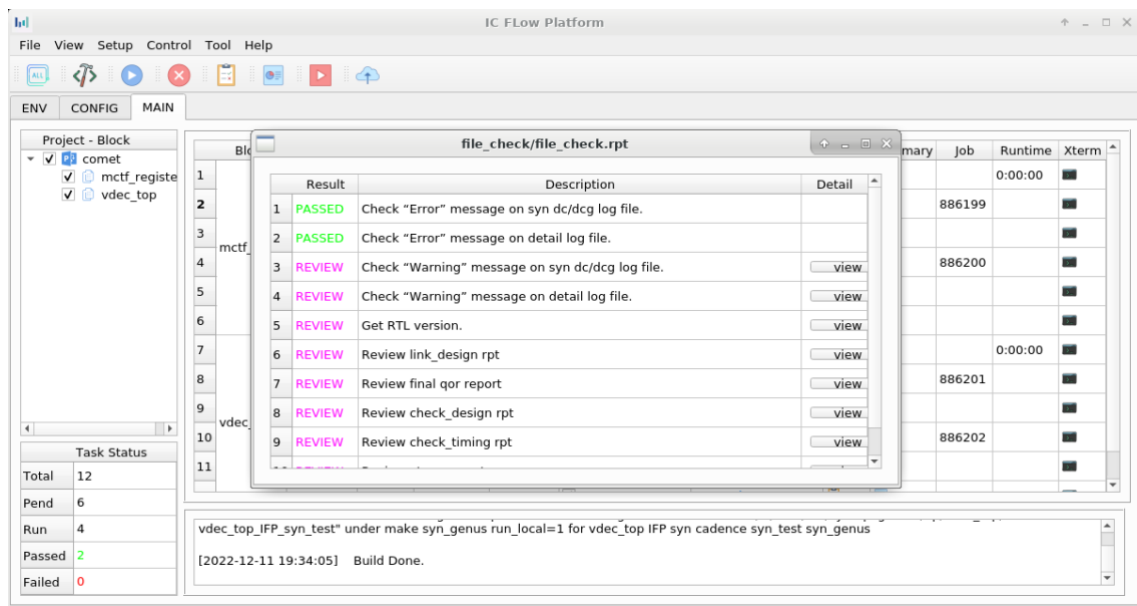 IC FLow Platform
File View Setup Control Tool Help
ALL
ENV CONFIG MAIN
Project - Block
comet
mctf_registe
vdec_top
Task Status
Total 12
Pend 6
Run 4
Passed 2
Failed 0
Blo
mary Job Runtime Xterm
1 0:00:00
2 886199
3
mctf_
4 886200
5
6
7 0:00:00
8 886201
9
vdec_
10 886202
11
file_check/file_check.rpt
Result Description Detail
1 PASSED Check “Error” message on syn dc/dcg log file.
2 PASSED Check “Error” message on detail log file.
3 REVIEW Check “Warning” message on syn dc/dcg log file. view
4 REVIEW Check “Warning” message on detail log file. view
5 REVIEW Get RTL version. view
6 REVIEW Review link_design rpt view
7 REVIEW Review final qor report view
8 REVIEW Review check_design rpt view
9 REVIEW Review check_timing rpt view
vdec_top_IFP_syn_test" under make syn_genus run_local=1 for vdec_top IFP syn cadence syn_test syn_genus
[2022-12-11 19:34:05] Build Done.